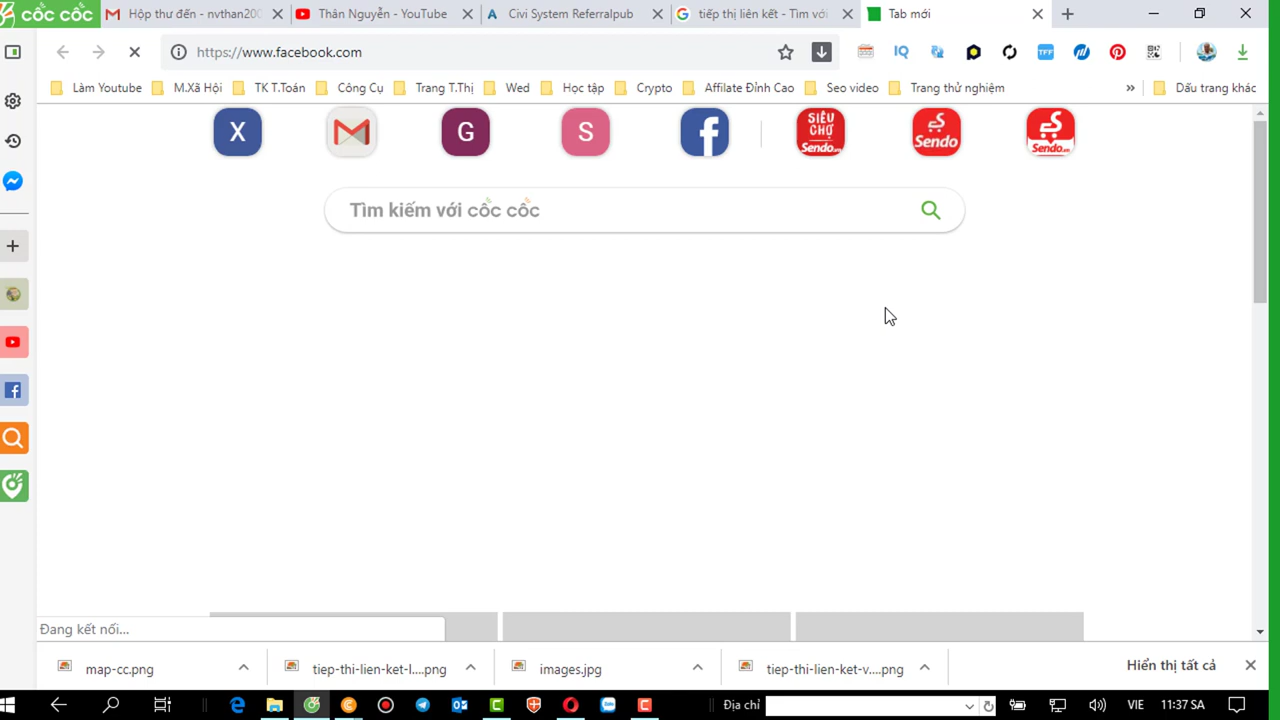 cốc cốc
Hộp thư đến - nvthan200
Thân Nguyễn - YouTube
Civi System Referralpub
tiếp thị liên kết - Tìm với
Tab mới
https://www.facebook.com
IQ
TFF
Làm Youtube
M.Xã Hội
TK T.Toán
Công Cụ
Trang T.Thị
Wed
Học tập
Crypto
Affilate Đỉnh Cao
Seo video
Trang thử nghiệm
»
Dấu trang khác
X
G
S
SIÊU CHỢ Sendo.vn
Sendo
Sendo.vn
Tìm kiếm với cốc cốc
Đang kết nối...
map-cc.png
tiep-thi-lien-ket-l....png
images.jpg
tiep-thi-lien-ket-v....png
Hiển thị tất cả
Địa chỉ
VIE
11:37 SA